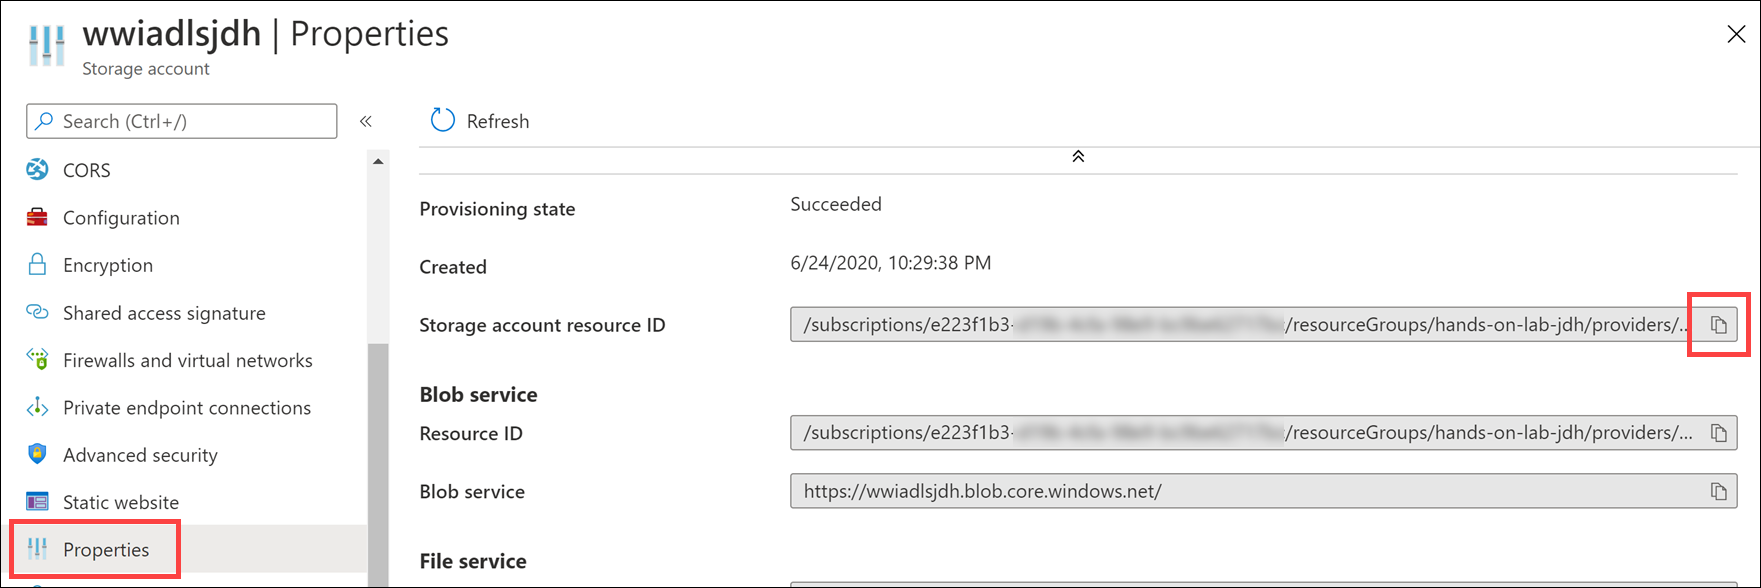 wwiadlsjdh | Properties
Storage account
Search (Ctrl+/)
«
Refresh
CORS
Configuration
Encryption
Shared access signature
Firewalls and virtual networks
Private endpoint connections
Advanced security
Static website
Properties
Provisioning state
Succeeded
Created
6/24/2020, 10:29:38 PM
Storage account resource ID
/subscriptions/e223f1b3- /resourceGroups/hands-on-lab-jdh/providers/...
Blob service
Resource ID
/subscriptions/e223f1b3- /resourceGroups/hands-on-lab-jdh/providers/...
Blob service
https://wwiadlsjdh.blob.core.windows.net/
File service